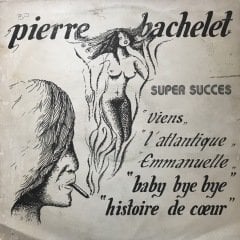 pierre bachelet
SUPER SUCCES
"Viens"
l'atlantique"
Emmanuelle"
"baby bye bye"
"histoire de cœur"